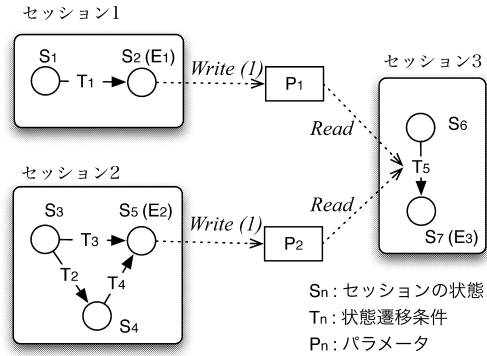 セッション1
S1
T1
S2 (E1)
Write (1)
P1
Read
セッション3
S6
T5
S7 (E3)
セッション2
S3
T3
S5 (E2)
Write (1)
P2
Read
T2
T4
S4
Sn : セッションの状態
Tn : 状態遷移条件
Pn : パラメータ